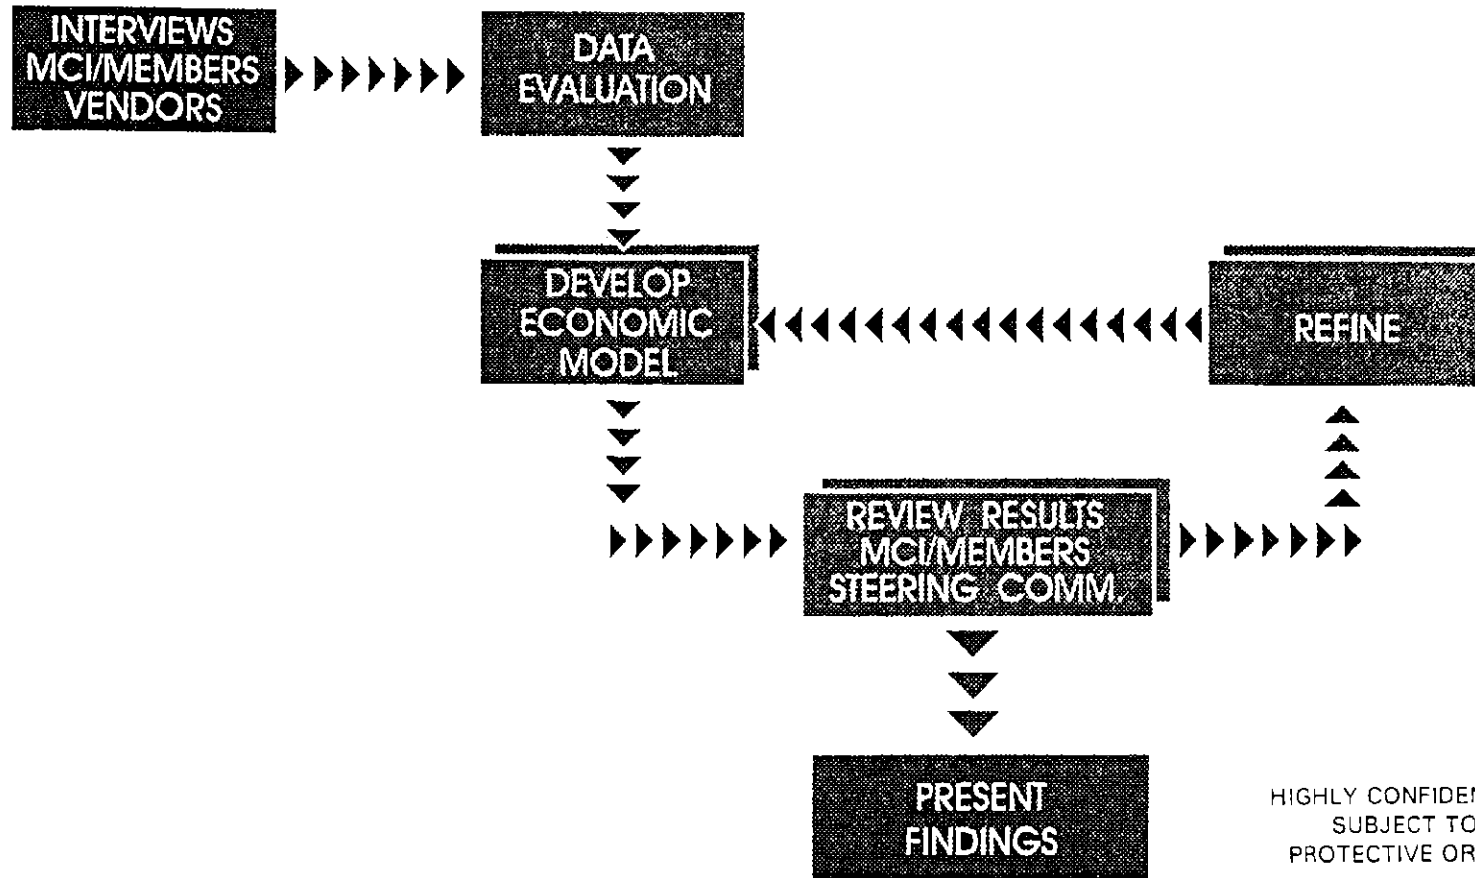 INTERVIEWS
MCI/MEMBERS
VENDORS
DATA
EVALUATION
DEVELOP
ECONOMIC
MODEL
REFINE
REVIEW RESULTS
MCI/MEMBERS
STEERING COMM.
PRESENT
FINDINGS
HIGHLY CONFIDE
SUBJECT TO
PROTECTIVE OR